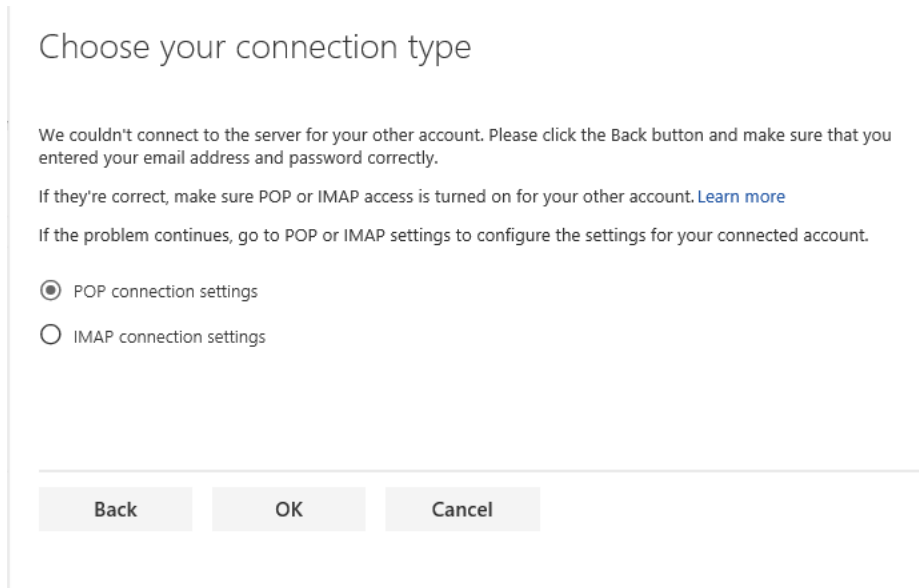 Choose your connection type
We couldn't connect to the server for your other account. Please click the Back button and make sure that you
entered your email address and password correctly.
If they're correct, make sure POP or IMAP access is turned on for your other account. Learn more
If the problem continues, go to POP or IMAP settings to configure the settings for your connected account.
POP connection settings
IMAP connection settings
Back OK Cancel